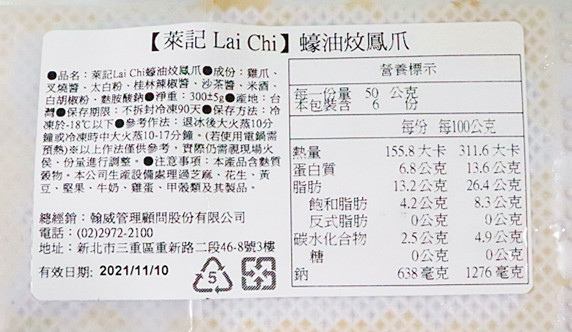 【萊記 Lai Chi】蠔油炆鳳爪
●品名：萊記Lai Chi蠔油炆鳳爪●成份：雞爪、
叉燒醬、太白粉、桂林辣椒醬、沙茶醬、米酒、
白胡椒粉、麩胺酸鈉●淨重：300±5g●產地：台
灣●保存期限：不拆封冷凍90天●保存方法：冷
凍於-18℃以下●參考作法：退冰後大火蒸10分
鐘或冷凍時中大火蒸10-17分鐘。(若使用電鍋需
預熱)※以上作法僅供參考，實際仍需視現場火
侯、份量進行調整。●注意事項：本產品含麩質
穀物。本公司生產設備處理過芝麻、花生、黃
豆、堅果、牛奶、雞蛋、甲殼類及其製品。
總經銷：翰威管理顧問股份有限公司
電話：(02)2972-2100
地址：新北市三重區重新路二段46-8號3樓
有效日期: 2021/11/10
5
營養標示
每一份量 50 公克
本包裝含 6 份
每份 每100公克
熱量 155.8 大卡 311.6 大卡
蛋白質 6.8 公克 13.6 公克
脂肪 13.2 公克 26.4 公克
飽和脂肪 4.2 公克 8.3 公克
反式脂肪 0 公克 0 公克
碳水化合物 2.5 公克 4.9 公克
糖 0 公克 0 公克
鈉 638 毫克 1276 毫克